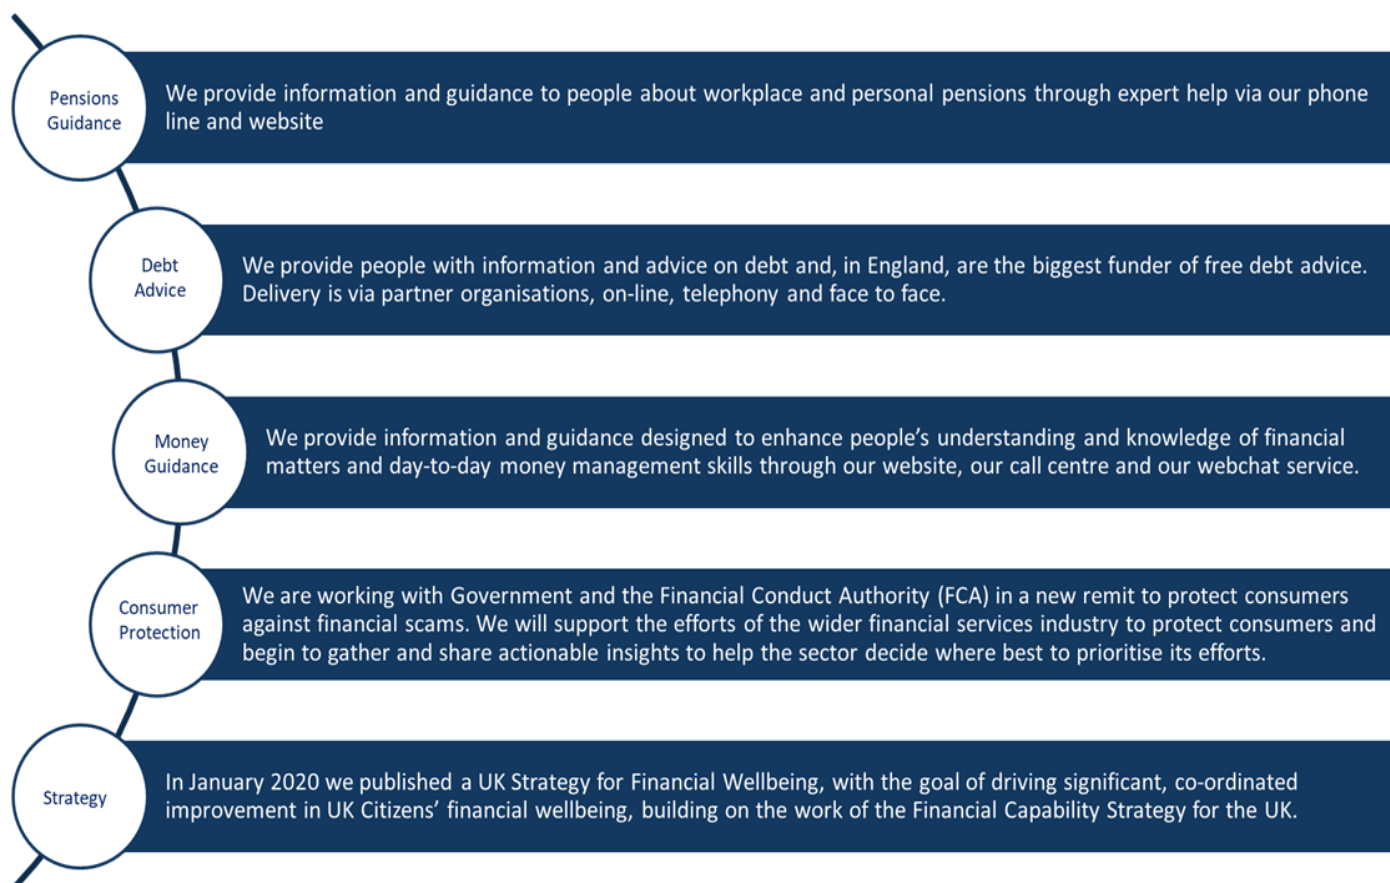 Pensions
Guidance
We provide information and guidance to people about workplace and personal pensions through expert help via our phone
line and website
Debt
Advice
We provide people with information and advice on debt and, in England, are the biggest funder of free debt advice.
Delivery is via partner organisations, on-line, telephony and face to face.
Money
Guidance
We provide information and guidance designed to enhance people’s understanding and knowledge of financial
matters and day-to-day money management skills through our website, our call centre and our webchat service.
Consumer
Protection
We are working with Government and the Financial Conduct Authority (FCA) in a new remit to protect consumers
against financial scams. We will support the efforts of the wider financial services industry to protect consumers and
begin to gather and share actionable insights to help the sector decide where best to prioritise its efforts.
Strategy
In January 2020 we published a UK Strategy for Financial Wellbeing, with the goal of driving significant, co-ordinated
improvement in UK Citizens’ financial wellbeing, building on the work of the Financial Capability Strategy for the UK.